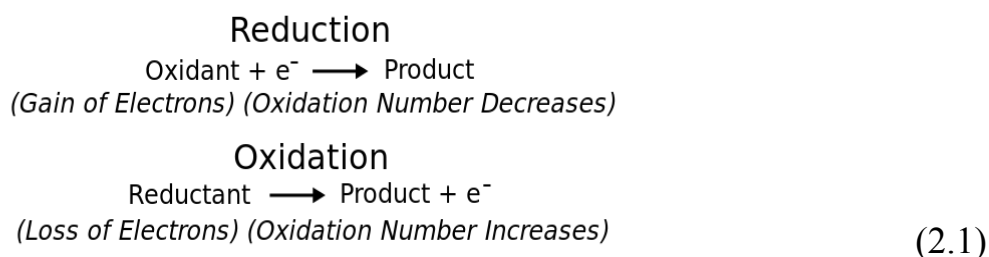 Reduction
Oxidant + e⁻ ⟶ Product
(Gain of Electrons) (Oxidation Number Decreases)
Oxidation
Reductant ⟶ Product + e⁻
(Loss of Electrons) (Oxidation Number Increases)
(2.1)